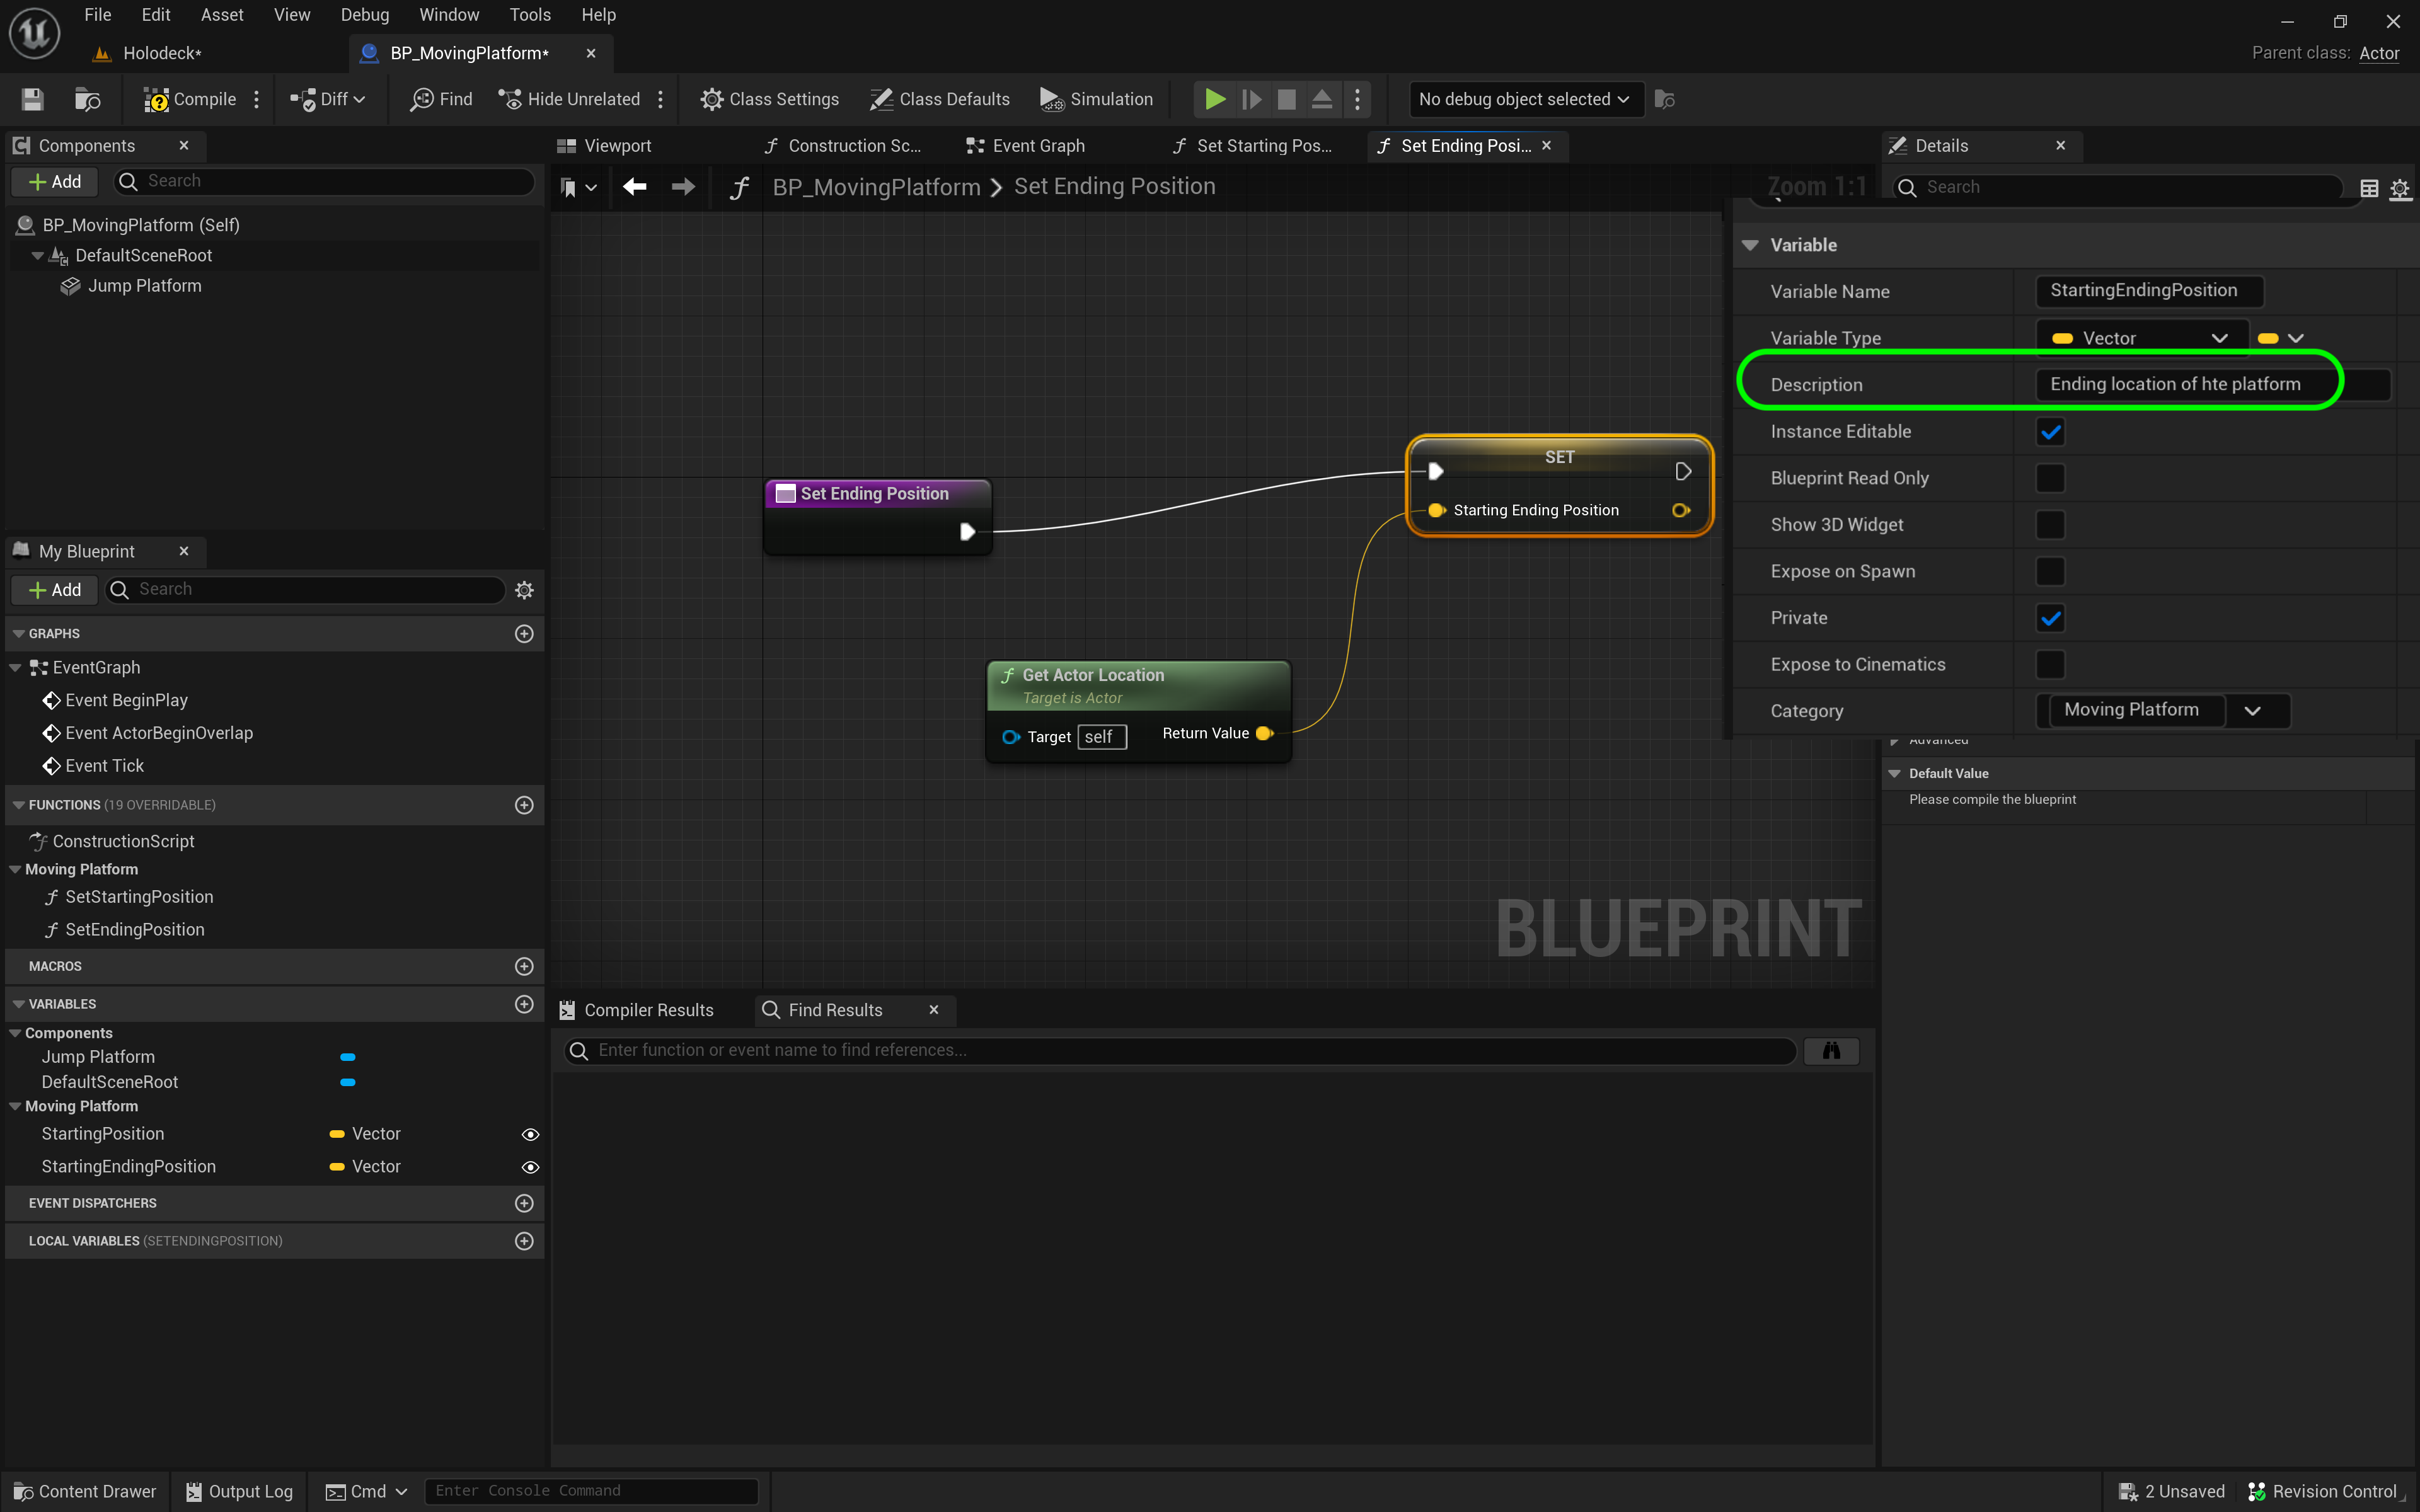 File Edit Asset View Debug Window Tools Help
Holodeck* BP_MovingPlatform*
Parent class: Actor
Compile Diff Find Hide Unrelated Class Settings Class Defaults Simulation No debug object selected
Components
Add Search
BP_MovingPlatform (Self)
DefaultSceneRoot
Jump Platform
My Blueprint
Add Search
GRAPHS
EventGraph
Event BeginPlay
Event ActorBeginOverlap
Event Tick
FUNCTIONS (19 OVERRIDABLE)
ConstructionScript
Moving Platform
SetStartingPosition
SetEndingPosition
MACROS
VARIABLES
Components
Jump Platform
DefaultSceneRoot
Moving Platform
StartingPosition Vector
StartingEndingPosition Vector
EVENT DISPATCHERS
LOCAL VARIABLES (SETENDINGPOSITION)
Viewport Construction Sc... Event Graph Set Starting Pos... Set Ending Posi...
BP_MovingPlatform > Set Ending Position Zoom 1:1
Set Ending Position
SET
Starting Ending Position
Get Actor Location
Target is Actor
Target self Return Value
BLUEPRINT
Compiler Results Find Results
Enter function or event name to find references...
Details
Search
Variable
Variable Name StartingEndingPosition
Variable Type Vector
Description Ending location of hte platform
Instance Editable
Blueprint Read Only
Show 3D Widget
Expose on Spawn
Private
Expose to Cinematics
Category Moving Platform
Advanced
Default Value
Please compile the blueprint
Content Drawer Output Log Cmd Enter Console Command 2 Unsaved Revision Control